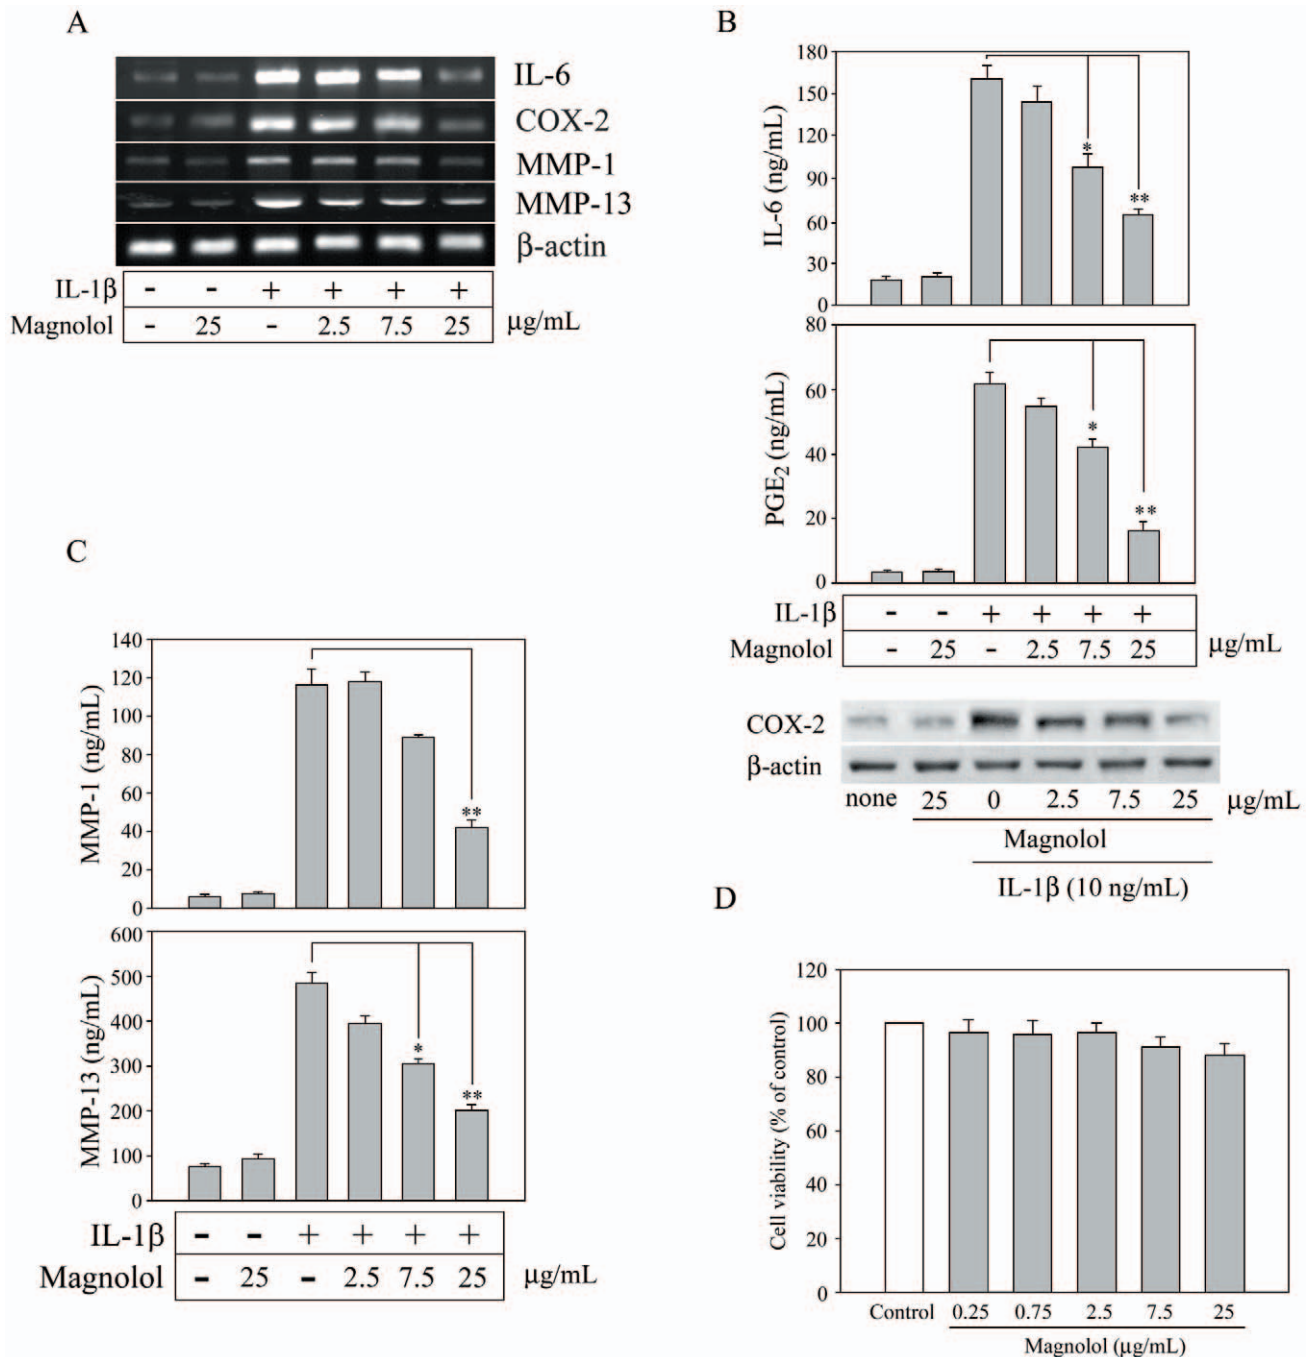 A
IL-6
COX-2
MMP-1
MMP-13
β-actin
IL-1β - - + + + +
Magnolol - 25 - 2.5 7.5 25 μg/mL
B
IL-6 (ng/mL)
180
150
120
90
60
30
0
*
**
PGE2 (ng/mL)
80
60
40
20
0
*
**
IL-1β - - + + + +
Magnolol - 25 - 2.5 7.5 25 μg/mL
COX-2
β-actin
none 25 0 2.5 7.5 25 μg/mL
Magnolol
IL-1β (10 ng/mL)
C
MMP-1 (ng/mL)
140
120
100
80
60
40
20
0
**
MMP-13 (ng/mL)
600
500
400
300
200
100
0
*
**
IL-1β - - + + + +
Magnolol - 25 - 2.5 7.5 25 μg/mL
D
Cell viability (% of control)
120
100
80
60
40
20
0
Control 0.25 0.75 2.5 7.5 25
Magnolol (μg/mL)